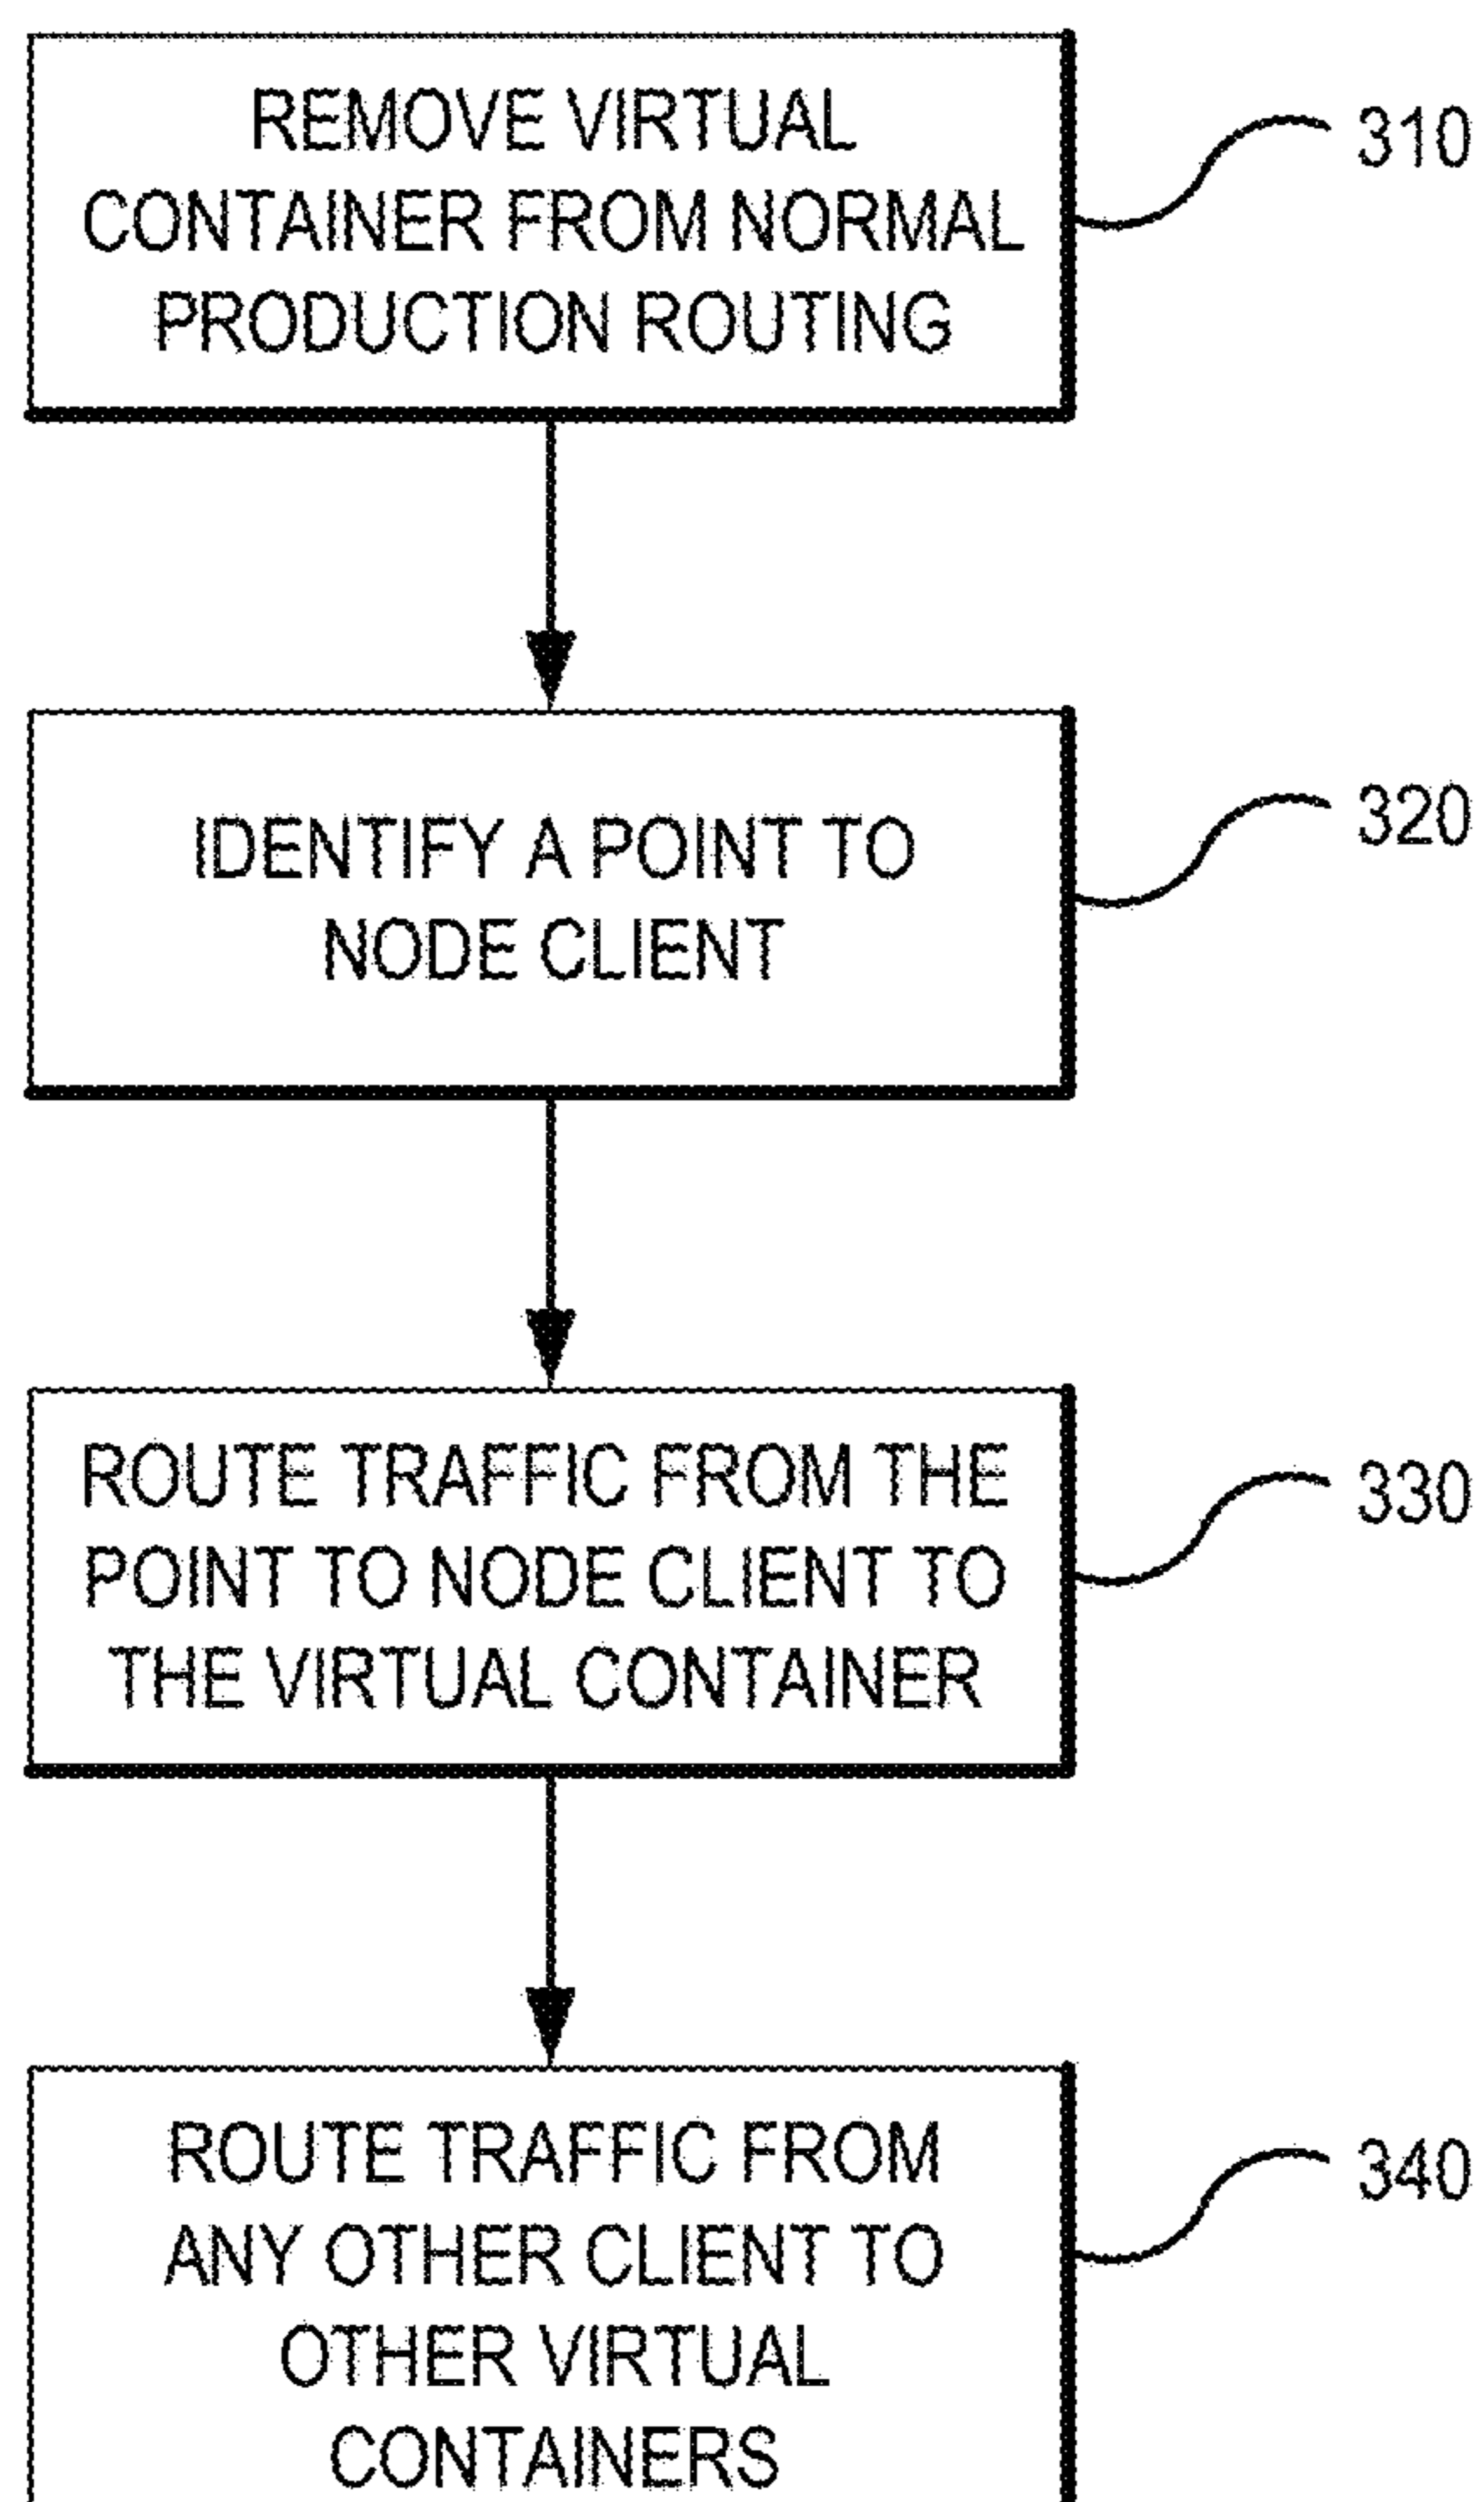 REMOVE VIRTUAL
CONTAINER FROM NORMAL
PRODUCTION ROUTING
310
IDENTIFY A POINT TO
NODE CLIENT
320
ROUTE TRAFFIC FROM THE
POINT TO NODE CLIENT TO
THE VIRTUAL CONTAINER
330
ROUTE TRAFFIC FROM
ANY OTHER CLIENT TO
OTHER VIRTUAL
CONTAINERS
340